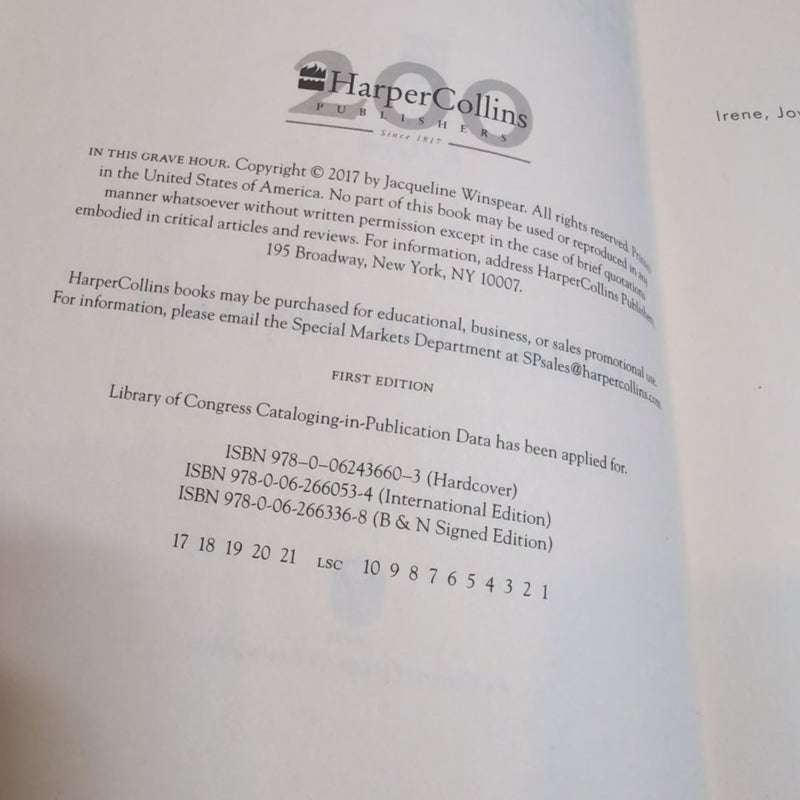 200
HarperCollins
PUBLISHERS
Since 1817
IN THIS GRAVE HOUR. Copyright © 2017 by Jacqueline Winspear. All rights reserved. Printed
in the United States of America. No part of this book may be used or reproduced in any
manner whatsoever without written permission except in the case of brief quotations
embodied in critical articles and reviews. For information, address HarperCollins Publishers,
195 Broadway, New York, NY 10007.
HarperCollins books may be purchased for educational, business, or sales promotional use.
For information, please email the Special Markets Department at SPsales@harpercollins.com
FIRST EDITION
Library of Congress Cataloging-in-Publication Data has been applied for.
ISBN 978–0–06243660–3 (Hardcover)
ISBN 978-0-06-266053-4 (International Edition)
ISBN 978-0-06-266336-8 (B & N Signed Edition)
17 18 19 20 21 LSC 10 9 8 7 6 5 4 3 2 1
Irene,